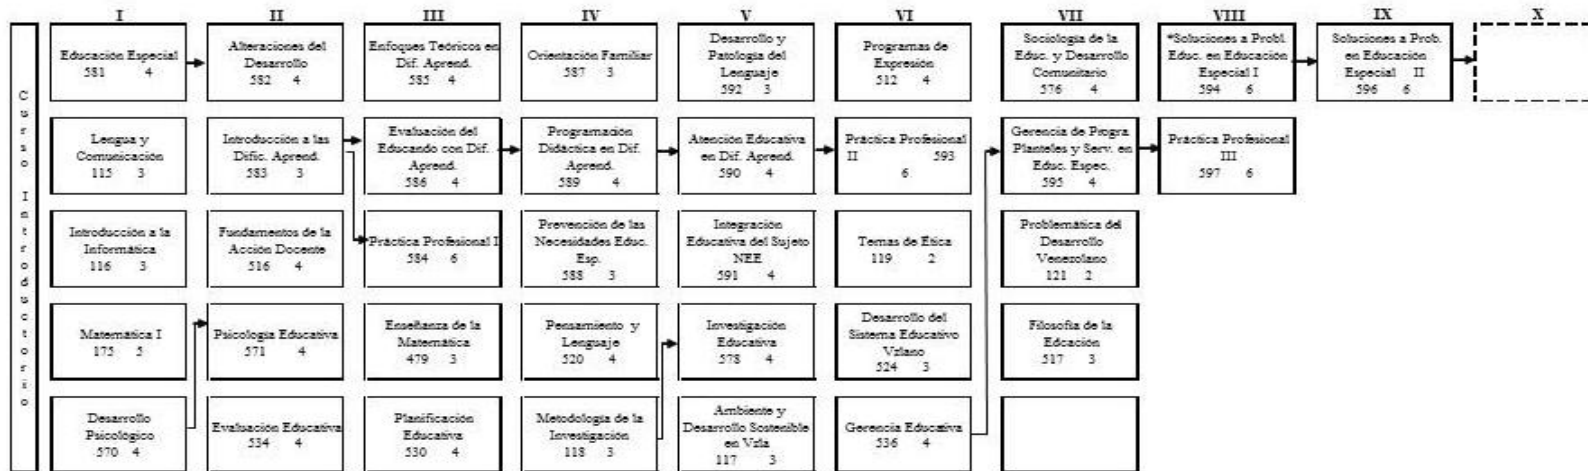 I II III IV V VI VII VIII IX X
Curso Introductorio
Educación Especial
581 4
Alteraciones del
Desarrollo
582 4
Enfoques Teóricos en
Dif. Aprend.
585 4
Orientación Familiar
587 3
Desarrollo y
Patología del
Lenguaje
592 3
Programas de
Expresión
512 4
Sociología de la
Educ. y Desarrollo
Comunitario
576 4
*Soluciones a Probl.
Educ. en Educación
Especial I
594 6
Soluciones a Prob.
en Educación
Especial II
596 6
Lengua y
Comunicación
115 3
Introducción a las
Dific. Aprend.
583 3
Evaluación del
Educando con Dif.
Aprend.
586 4
Programación
Didáctica en Dif.
Aprend.
589 4
Atención Educativa
en Dif. Aprend.
590 4
Práctica Profesional
II 593
6
Gerencia de Progra
Planteles y Serv. en
Educ. Espec.
595 4
Práctica Profesional
III
597 6
Introducción a la
Informática
116 3
Fundamentos de la
Acción Docente
516 4
Práctica Profesional I
584 6
Prevención de las
Necesidades Educ.
Esp.
588 3
Integración
Educativa del Sujeto
NEE
591 4
Temas de Ética
119 2
Problemática del
Desarrollo
Venezolano
121 2
Matemática I
175 5
Psicología Educativa
571 4
Enseñanza de la
Matemática
479 3
Pensamiento y
Lenguaje
520 4
Investigación
Educativa
578 4
Desarrollo del
Sistema Educativo
Vzlano
524 3
Filosofía de la
Edcación
517 3
Desarrollo
Psicológico
570 4
Evaluación Educativa
534 4
Planificación
Educativa
530 4
Metodología de la
Investigación
118 3
Ambiente y
Desarrollo Sostenible
en Vzla
117 3
Gerencia Educativa
536 4